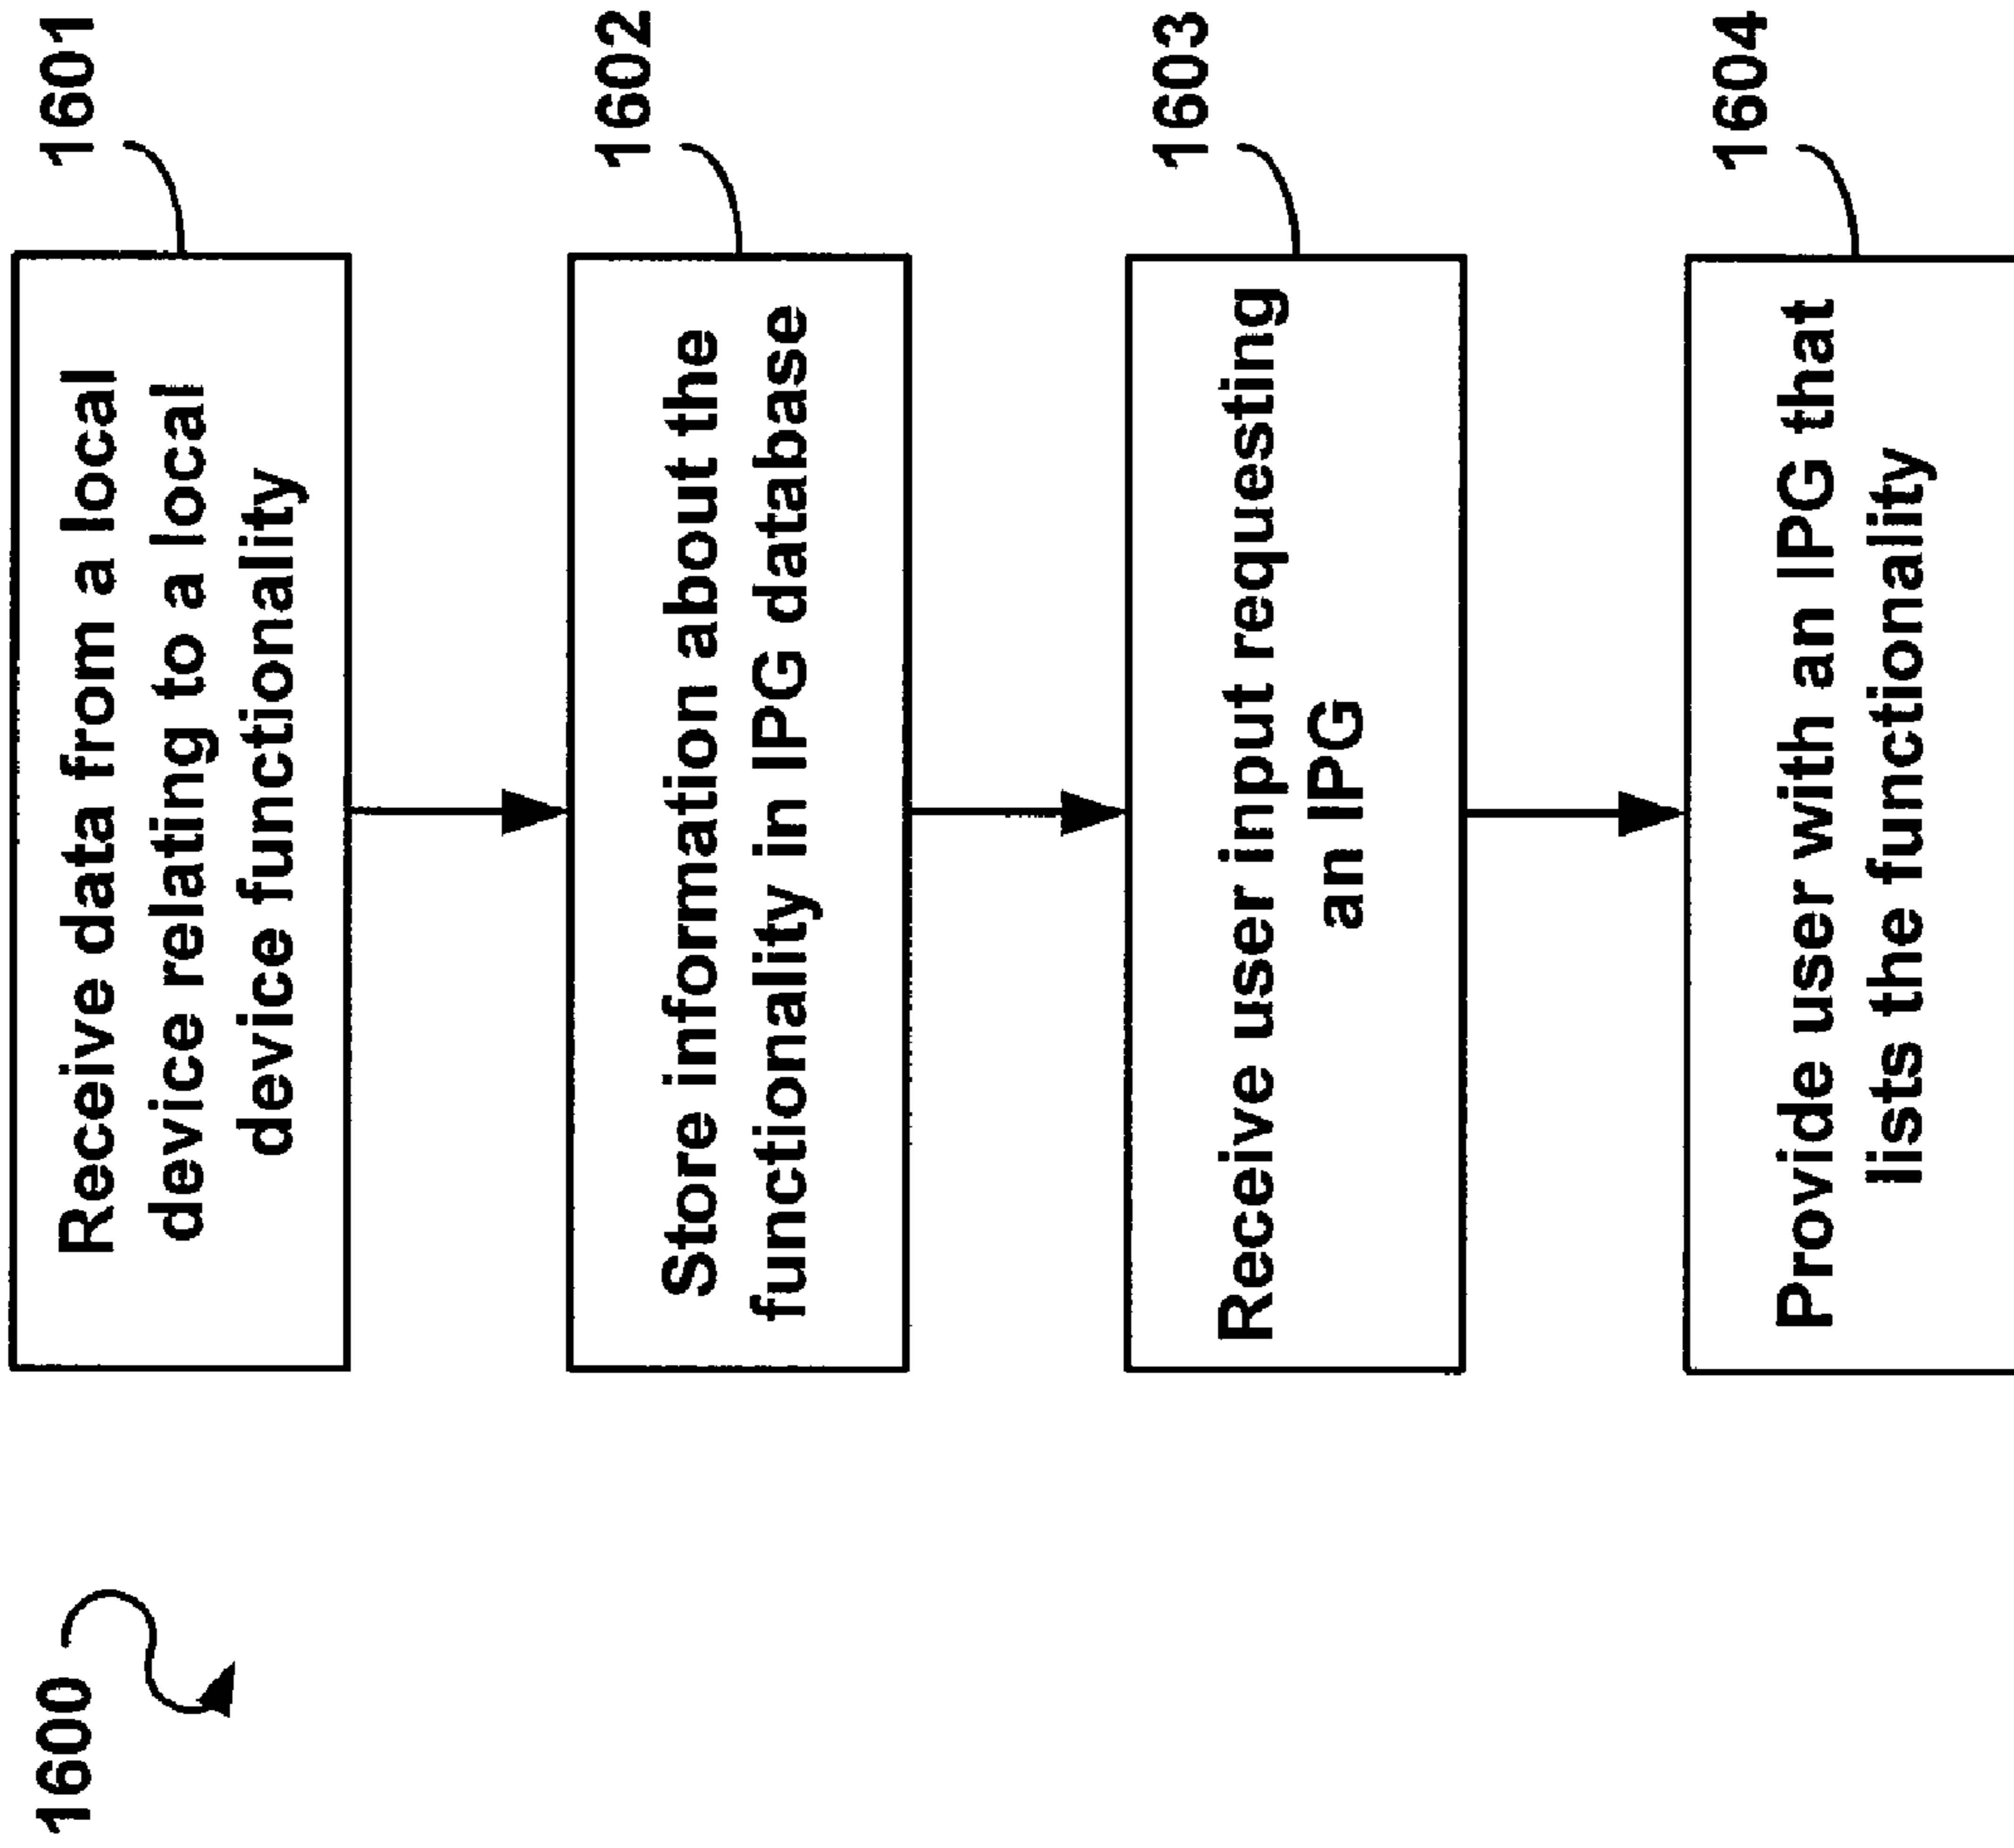 1600
1601
Receive data from a local
device relating to a local
device functionality
1602
Store information about the
functionality in IPG database
1603
Receive user input requesting
an IPG
1604
Provide user with an IPG that
lists the functionality